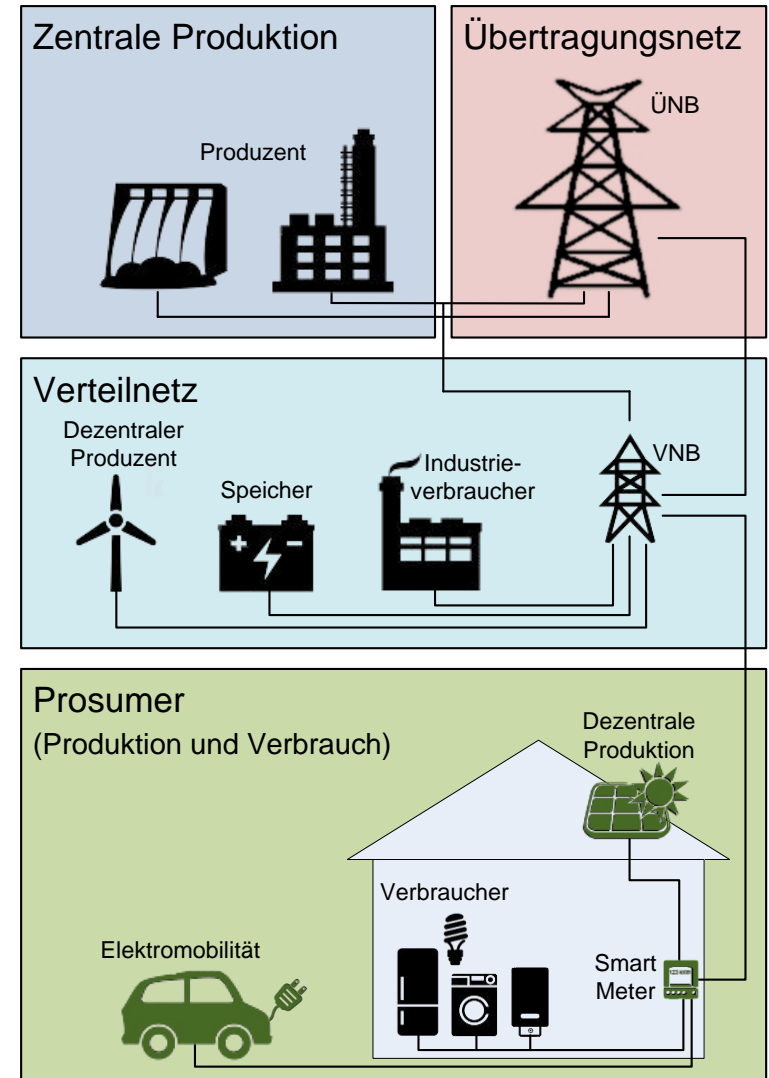 Zentrale Produktion
Produzent
Übertragungsnetz
ÜNB
Verteilnetz
Dezentraler
Produzent
Speicher
Industrie-
verbraucher
VNB
Prosumer
(Produktion und Verbrauch)
Dezentrale
Produktion
Verbraucher
Elektromobilität
Smart
Meter